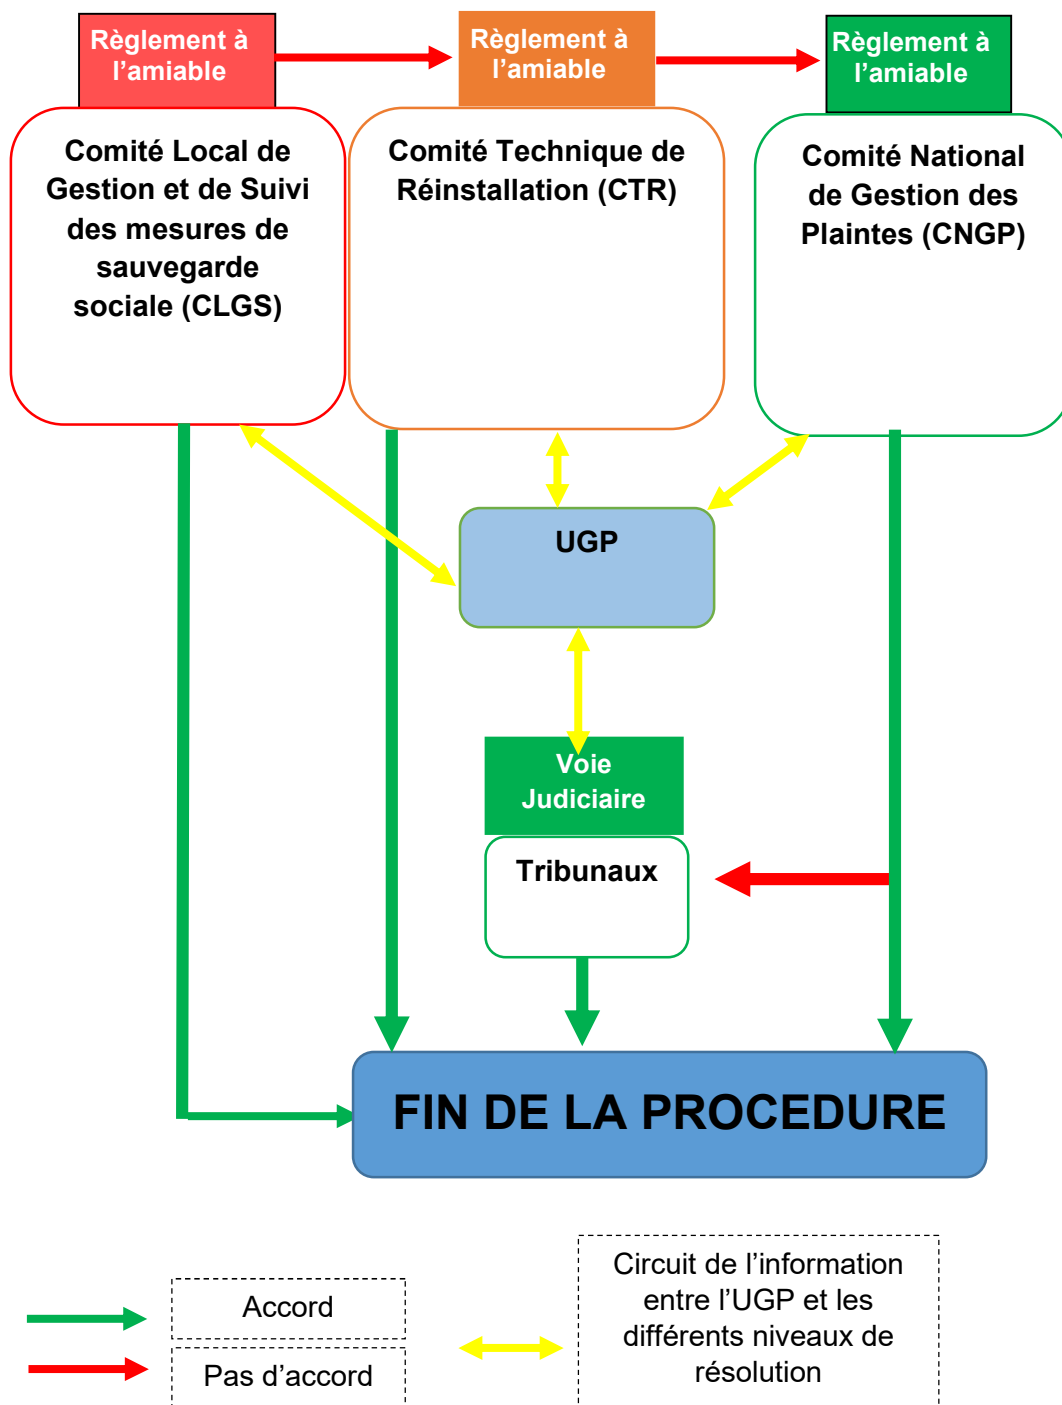 Règlement à
l’amiable
Règlement à
l’amiable
Règlement à
l’amiable
Comité Local de
Gestion et de Suivi
des mesures de
sauvegarde
sociale (CLGS)
Comité Technique de
Réinstallation (CTR)
Comité National
de Gestion des
Plaintes (CNGP)
UGP
Voie
Judiciaire
Tribunaux
FIN DE LA PROCEDURE
Accord
Pas d’accord
Circuit de l’information
entre l’UGP et les
différents niveaux de
résolution